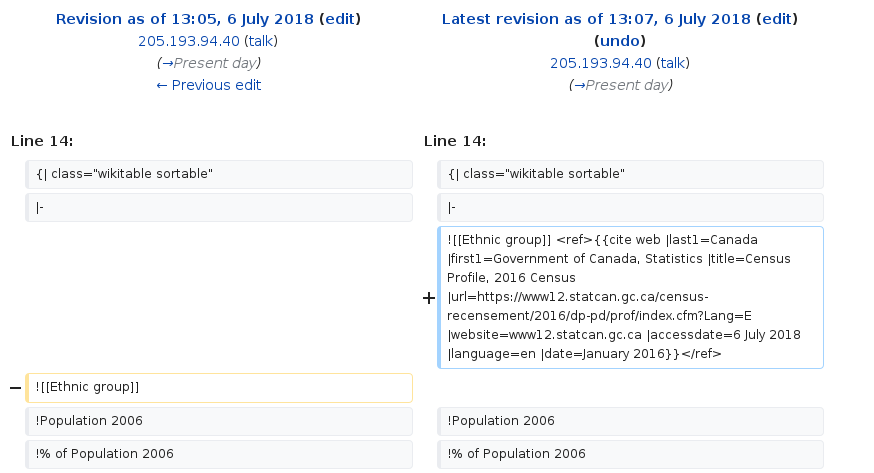 Revision as of 13:05, 6 July 2018 (edit)
205.193.94.40 (talk)
(→Present day)
← Previous edit
Latest revision as of 13:07, 6 July 2018 (edit)
(undo)
205.193.94.40 (talk)
(→Present day)
Line 14:
Line 14:
{| class="wikitable sortable"
{| class="wikitable sortable"
|-
|-
+
![[Ethnic group]] <ref>{{cite web |last1=Canada
|first1=Government of Canada, Statistics |title=Census
Profile, 2016 Census
|url=https://www12.statcan.gc.ca/census-
recensement/2016/dp-pd/prof/index.cfm?Lang=E
|website=www12.statcan.gc.ca |accessdate=6 July 2018
|language=en |date=January 2016}}</ref>
− ![[Ethnic group]]
!Population 2006
!Population 2006
!% of Population 2006
!% of Population 2006